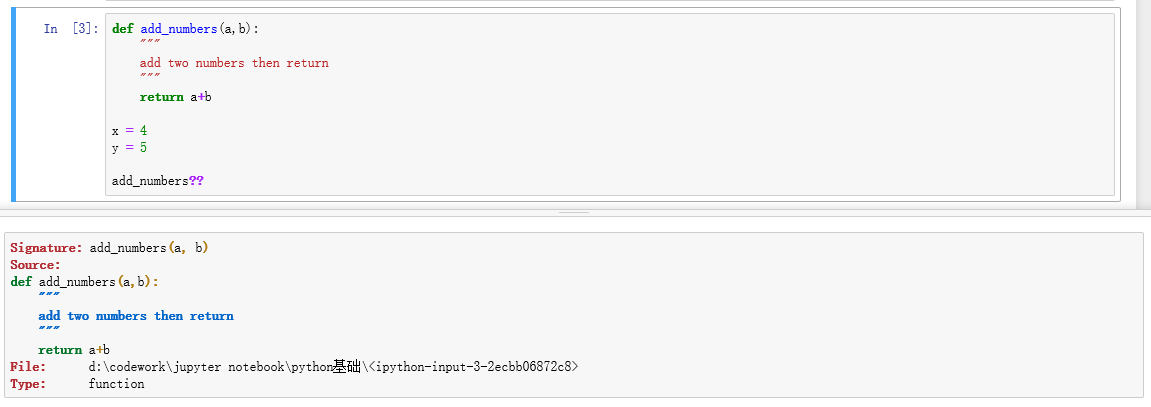 In [3]:
def add_numbers(a,b):
    """
    add two numbers then return
    """
    return a+b

x = 4
y = 5

add_numbers??
Signature: add_numbers(a, b)
Source:
def add_numbers(a,b):
    """
    add two numbers then return
    """
    return a+b
File:      d:\codework\jupyter notebook\python基础\<ipython-input-3-2ecbb06872c8>
Type:      function